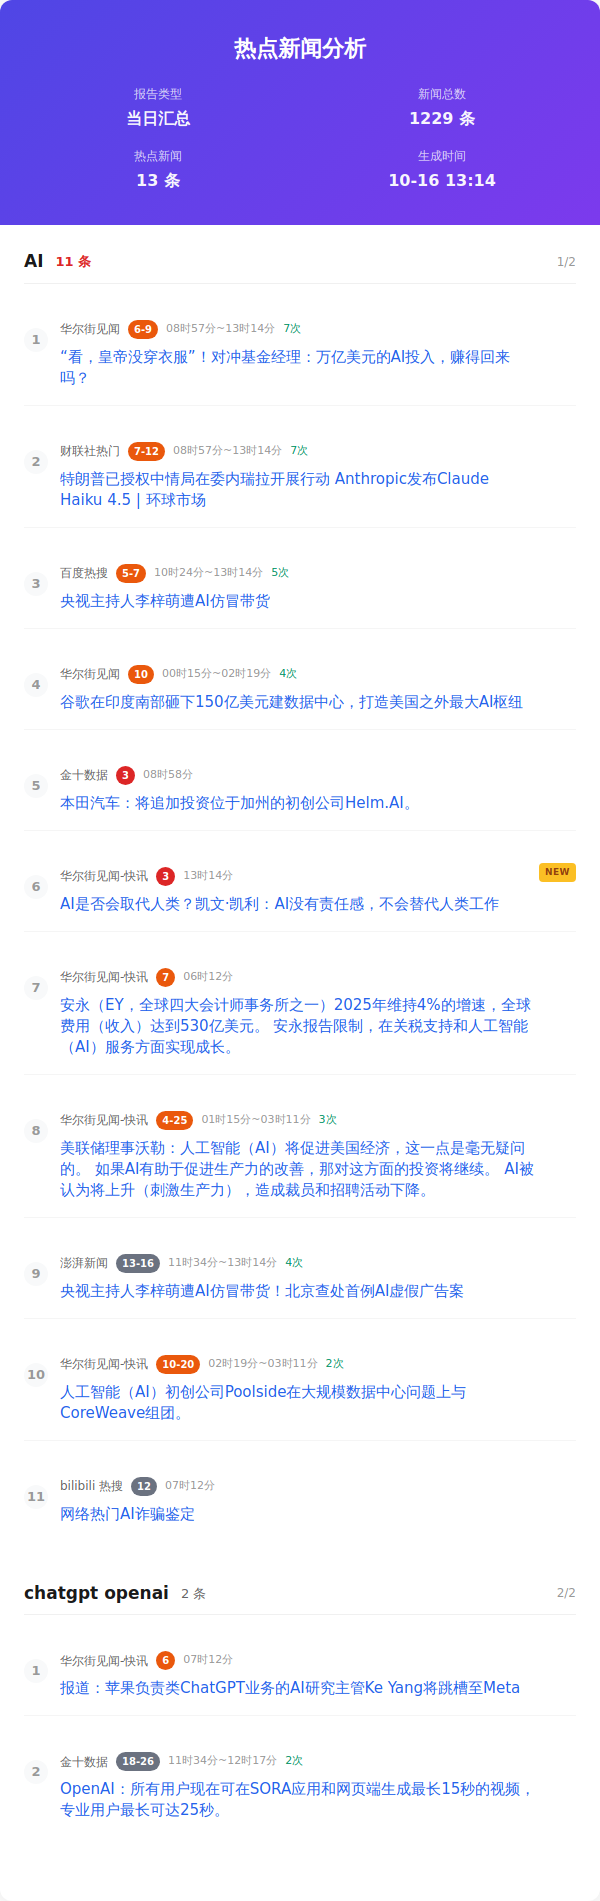 热点新闻分析
报告类型
新闻总数
当日汇总
1229 条
热点新闻
生成时间
13 条
10-16 13:14
AI 11 条 1/2
1
华尔街见闻 6-9 08时57分~13时14分 7次
“看，皇帝没穿衣服”！对冲基金经理：万亿美元的AI投入，赚得回来
吗？
2
财联社热门 7-12 08时57分~13时14分 7次
特朗普已授权中情局在委内瑞拉开展行动 Anthropic发布Claude
Haiku 4.5 | 环球市场
3
百度热搜 5-7 10时24分~13时14分 5次
央视主持人李梓萌遭AI仿冒带货
4
华尔街见闻 10 00时15分~02时19分 4次
谷歌在印度南部砸下150亿美元建数据中心，打造美国之外最大AI枢纽
5
金十数据 3 08时58分
本田汽车：将追加投资位于加州的初创公司Helm.AI。
6
华尔街见闻-快讯 3 13时14分 NEW
AI是否会取代人类？凯文·凯利：AI没有责任感，不会替代人类工作
7
华尔街见闻-快讯 7 06时12分
安永（EY，全球四大会计师事务所之一）2025年维持4%的增速，全球
费用（收入）达到530亿美元。 安永报告限制，在关税支持和人工智能
（AI）服务方面实现成长。
8
华尔街见闻-快讯 4-25 01时15分~03时11分 3次
美联储理事沃勒：人工智能（AI）将促进美国经济，这一点是毫无疑问
的。 如果AI有助于促进生产力的改善，那对这方面的投资将继续。 AI被
认为将上升（刺激生产力），造成裁员和招聘活动下降。
9
澎湃新闻 13-16 11时34分~13时14分 4次
央视主持人李梓萌遭AI仿冒带货！北京查处首例AI虚假广告案
10
华尔街见闻-快讯 10-20 02时19分~03时11分 2次
人工智能（AI）初创公司Poolside在大规模数据中心问题上与
CoreWeave组团。
11
bilibili 热搜 12 07时12分
网络热门AI诈骗鉴定
chatgpt openai 2 条 2/2
1
华尔街见闻-快讯 6 07时12分
报道：苹果负责类ChatGPT业务的AI研究主管Ke Yang将跳槽至Meta
2
金十数据 18-26 11时34分~12时17分 2次
OpenAI：所有用户现在可在SORA应用和网页端生成最长15秒的视频，
专业用户最长可达25秒。